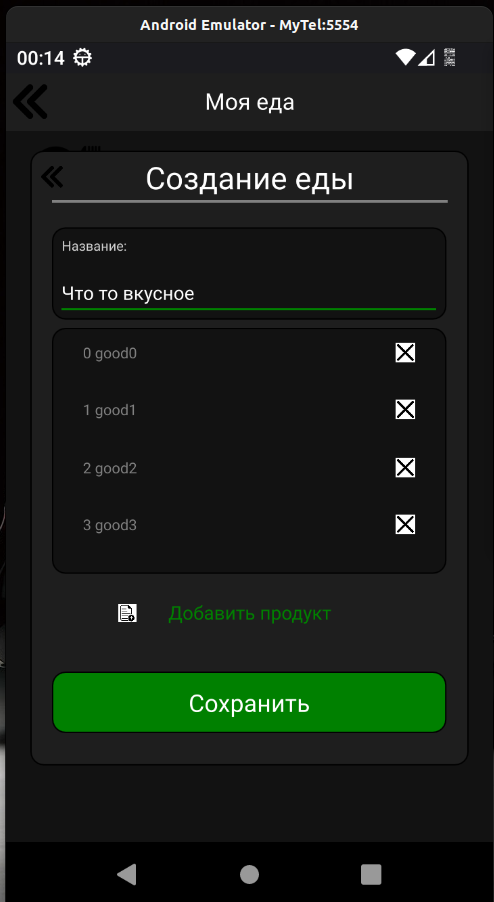 Android Emulator - MyTel:5554
00:14
Моя еда
Создание еды
Название:
Что то вкусное
0 good0
1 good1
2 good2
3 good3
Добавить продукт
Сохранить